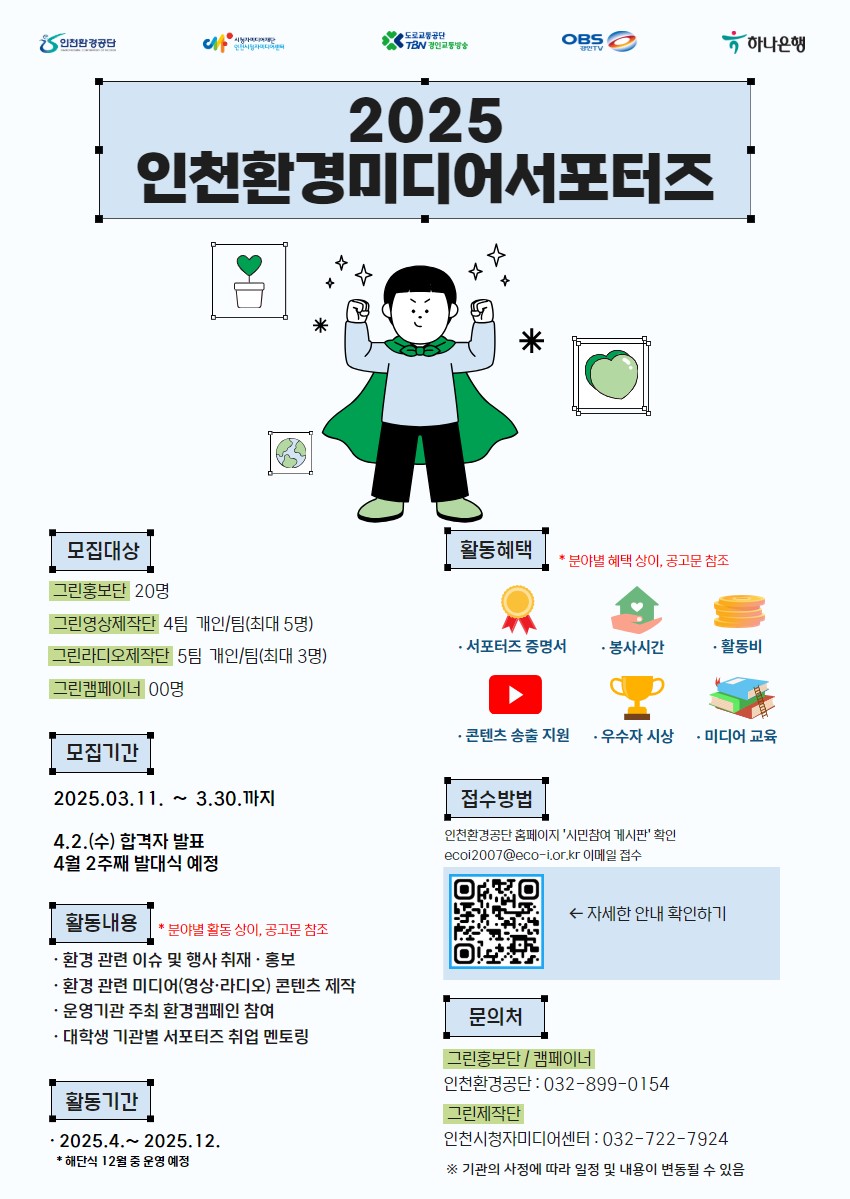 인천환경공단
시청자미디어재단
인천시청자미디어센터
도로교통공단
TBN 경인교통방송
OBS
경인TV
하나은행
2025
인천환경미디어서포터즈
모집대상
그린홍보단 20명
그린영상제작단 4팀 개인/팀(최대 5명)
그린라디오제작단 5팀 개인/팀(최대 3명)
그린캠페이너 00명
모집기간
2025.03.11. ~ 3.30.까지
4.2.(수) 합격자 발표
4월 2주째 발대식 예정
활동내용 * 분야별 활동 상이, 공고문 참조
· 환경 관련 이슈 및 행사 취재 · 홍보
· 환경 관련 미디어(영상·라디오) 콘텐츠 제작
· 운영기관 주최 환경캠페인 참여
· 대학생 기관별 서포터즈 취업 멘토링
활동기간
· 2025.4.~ 2025.12.
* 해단식 12월 중 운영 예정
활동혜택 * 분야별 혜택 상이, 공고문 참조
· 서포터즈 증명서 · 봉사시간 · 활동비
· 콘텐츠 송출 지원 · 우수자 시상 · 미디어 교육
접수방법
인천환경공단 홈페이지 '시민참여 게시판' 확인
ecoi2007@eco-i.or.kr 이메일 접수
← 자세한 안내 확인하기
문의처
그린홍보단 / 캠페이너
인천환경공단 : 032-899-0154
그린제작단
인천시청자미디어센터 : 032-722-7924
※ 기관의 사정에 따라 일정 및 내용이 변동될 수 있음